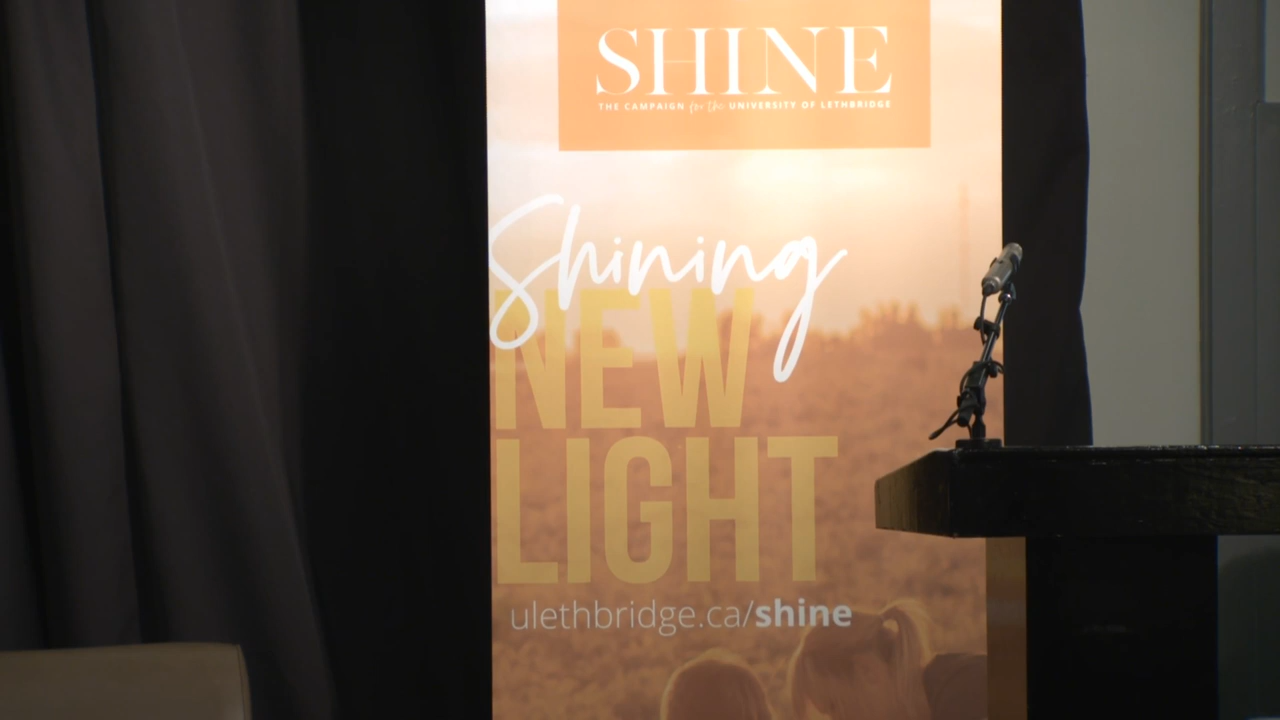 SHINE
THE CAMPAIGN for the UNIVERSITY OF LETHBRIDGE
Shining
NEW
LIGHT
ulethbridge.ca/shine